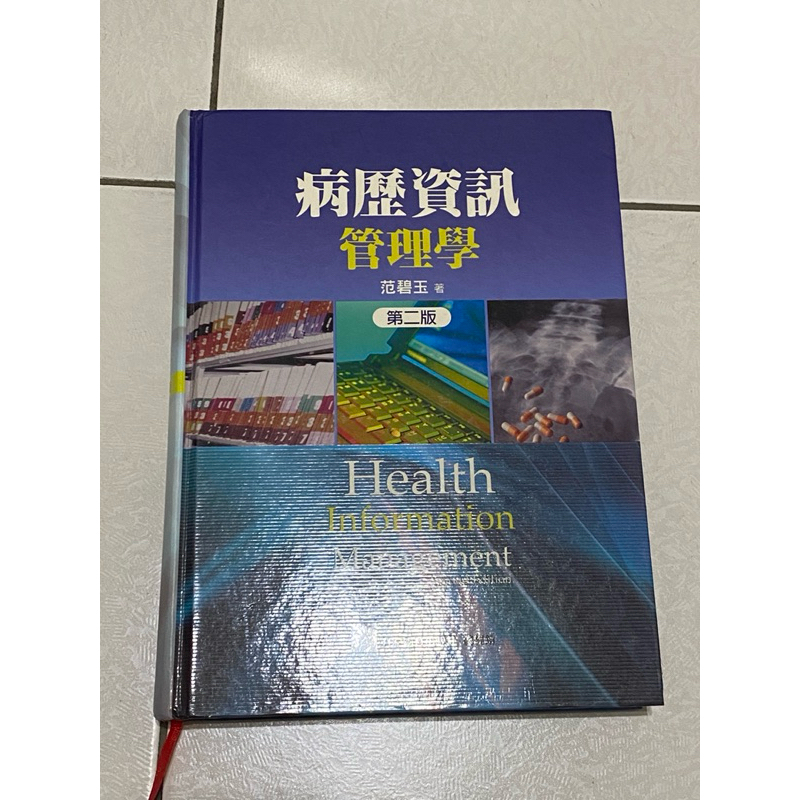 病歷資訊
管理學
范碧玉 著
第二版
Health
Information
Management